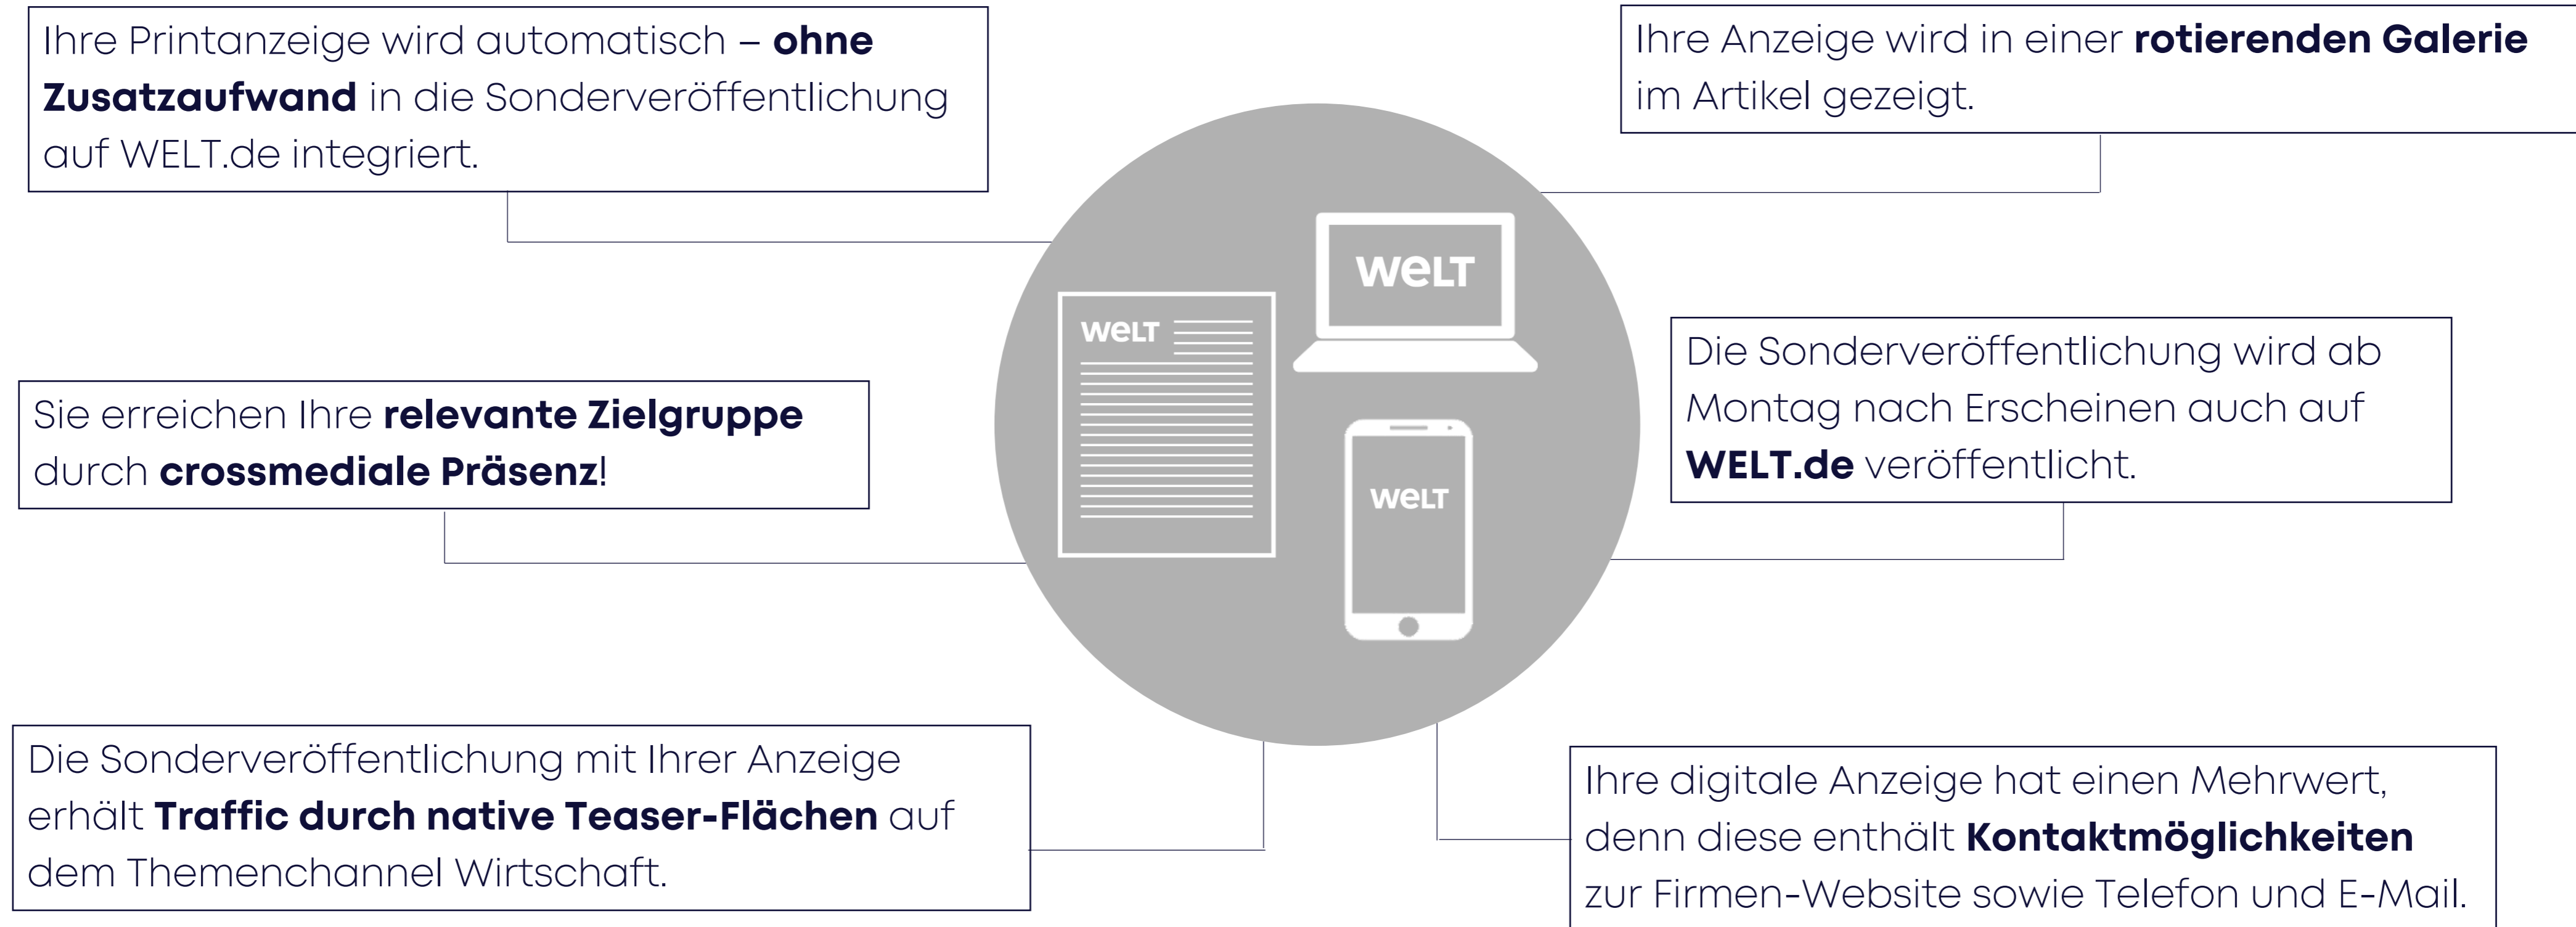 Ihre Printanzeige wird automatisch – ohne
Zusatzaufwand in die Sonderveröffentlichung
auf WELT.de integriert.
Ihre Anzeige wird in einer rotierenden Galerie
im Artikel gezeigt.
WELT
WELT
WELT
Sie erreichen Ihre relevante Zielgruppe
durch crossmediale Präsenz!
Die Sonderveröffentlichung wird ab
Montag nach Erscheinen auch auf
WELT.de veröffentlicht.
Die Sonderveröffentlichung mit Ihrer Anzeige
erhält Traffic durch native Teaser-Flächen auf
dem Themenchannel Wirtschaft.
Ihre digitale Anzeige hat einen Mehrwert,
denn diese enthält Kontaktmöglichkeiten
zur Firmen-Website sowie Telefon und E-Mail.